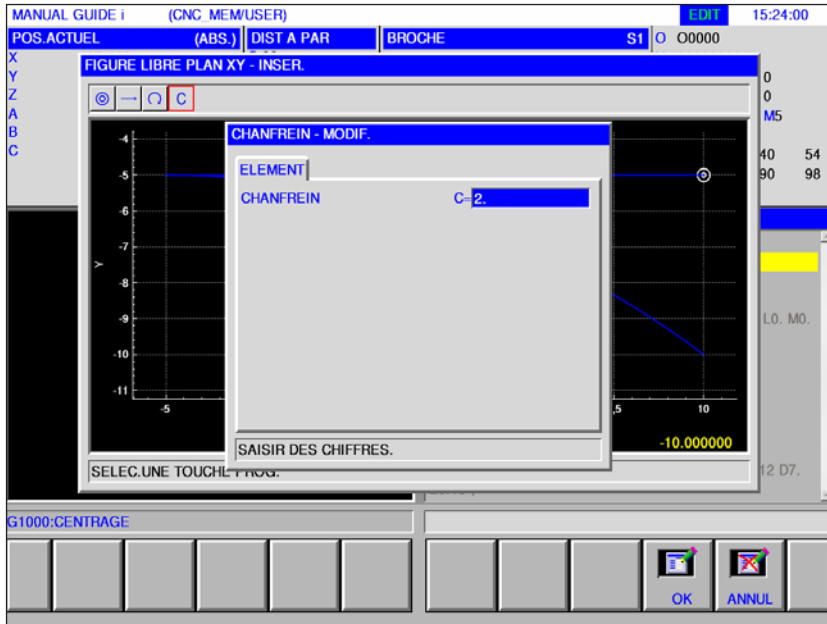 MANUAL GUIDE i (CNC_MEM/USER) EDIT 15:24:00
POS.ACTUEL (ABS.) DIST A PAR BROCHE S1 O O0000
X
Y 0
Z 0
A M5
B
C 40 54
90 98
FIGURE LIBRE PLAN XY - INSER.
C
CHANFREIN - MODIF.
ELEMENT
CHANFREIN C=2.
-4
-5
-6
-7
Y
-8
-9
-10
-11
-5 ,5 10
L0. M0.
-10.000000
SAISIR DES CHIFFRES.
SELEC.UNE TOUCHE PROG.
12 D7.
G1000:CENTRAGE
OK ANNUL